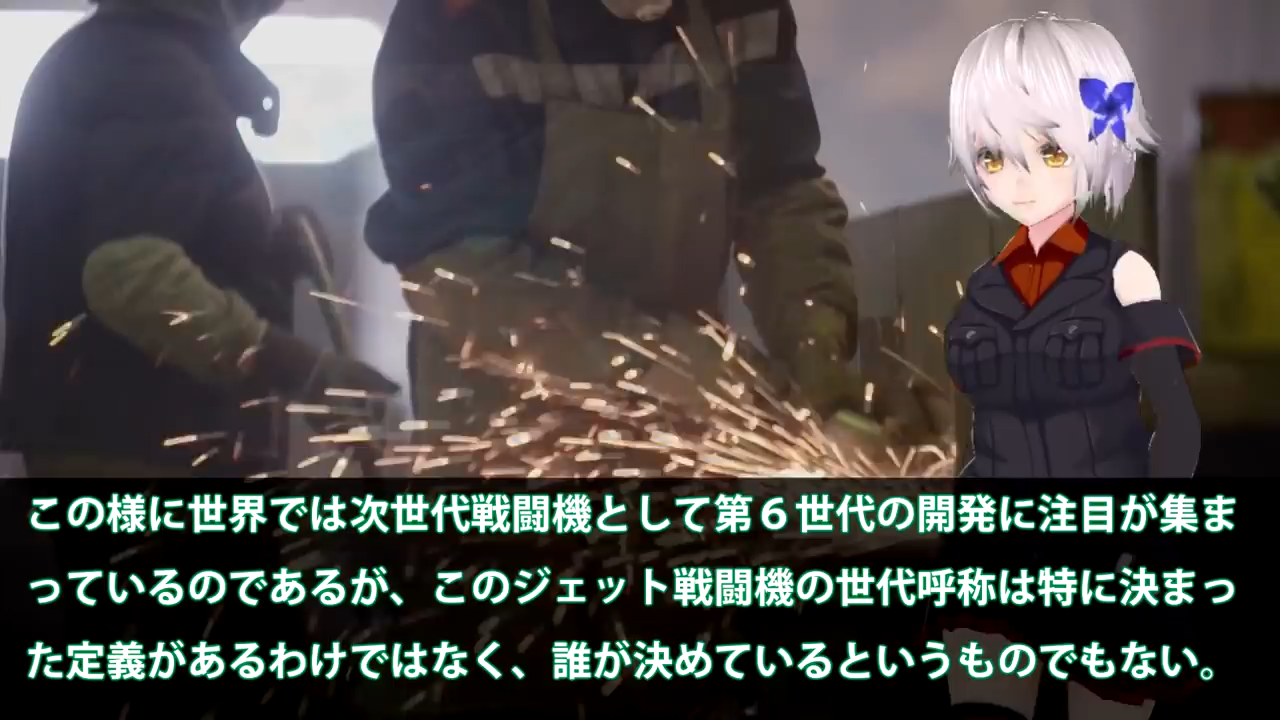 この様に世界では次世代戦闘機として第６世代の開発に注目が集ま
っているのであるが、このジェット戦闘機の世代呼称は特に決まっ
た定義があるわけではなく、誰が決めているというものでもない。